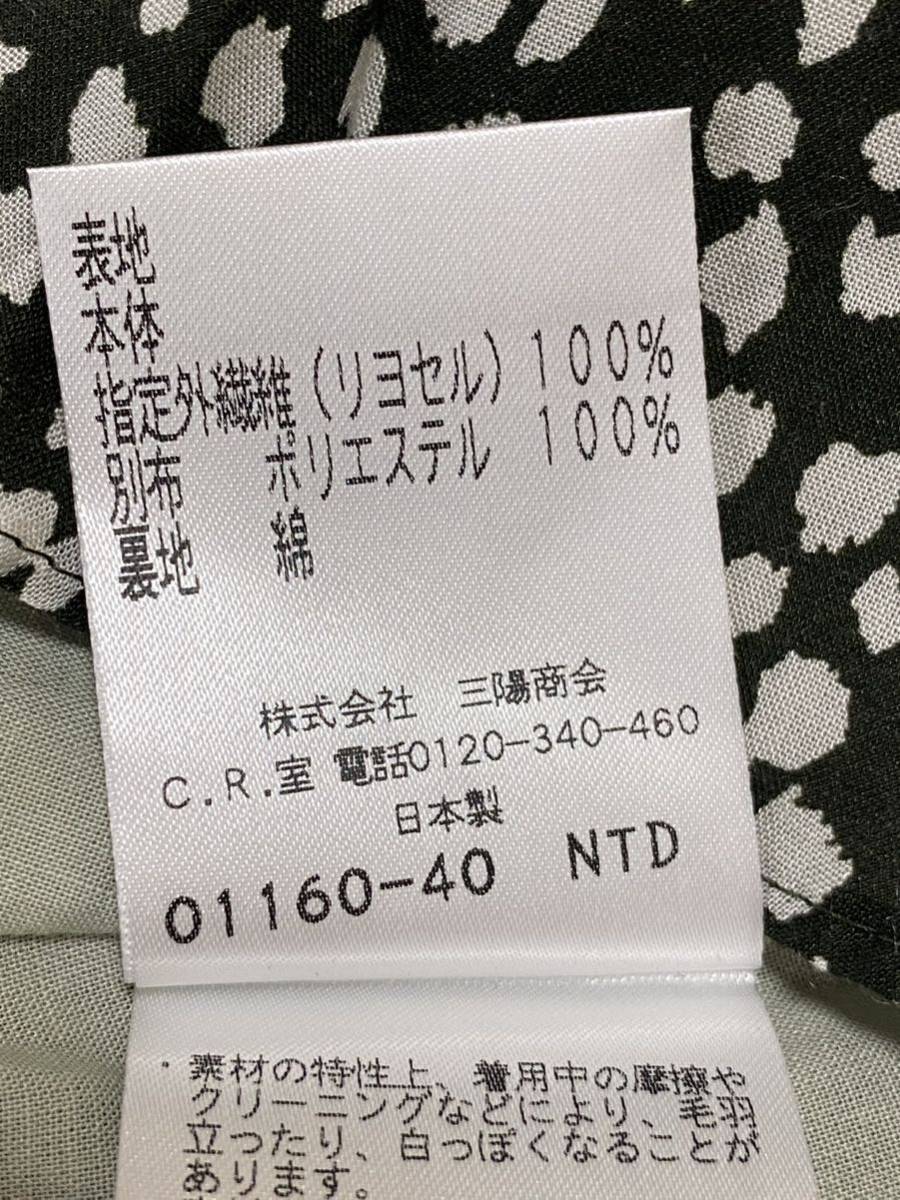 表地
本体
指定外繊維（リヨセル）100%
別布　ポリエステル　100%
裏地　綿
株式会社　三陽商会
C.R.室 電話0120-340-460
日本製
01160-40　NTD
・素材の特性上、着用中の摩擦や
クリーニングなどにより、毛羽
立ったり、白っぽくなることが
あります。